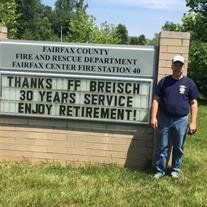 FAIRFAX COUNTY
FIRE AND RESCUE DEPARTMENT
FAIRFAX CENTER FIRE STATION 40
THANKS FF BREISCH
30 YEARS SERVICE
ENJOY RETIREMENT!